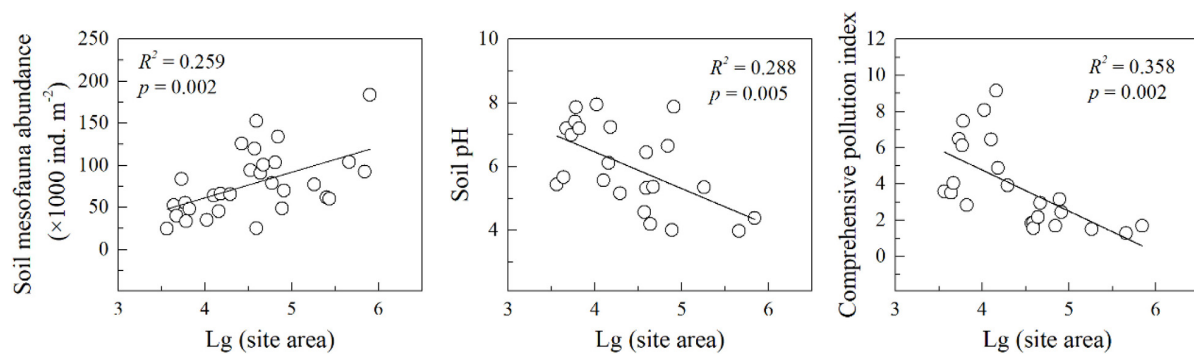 Soil mesofauna abundance
(×1000 ind. m⁻²)
250
200
150
100
50
0
R² = 0.259
p = 0.002
3
4
5
6
Lg (site area)
Soil pH
10
8
6
4
R² = 0.288
p = 0.005
3
4
5
6
Lg (site area)
Comprehensive pollution index
12
10
8
6
4
2
0
R² = 0.358
p = 0.002
3
4
5
6
Lg (site area)